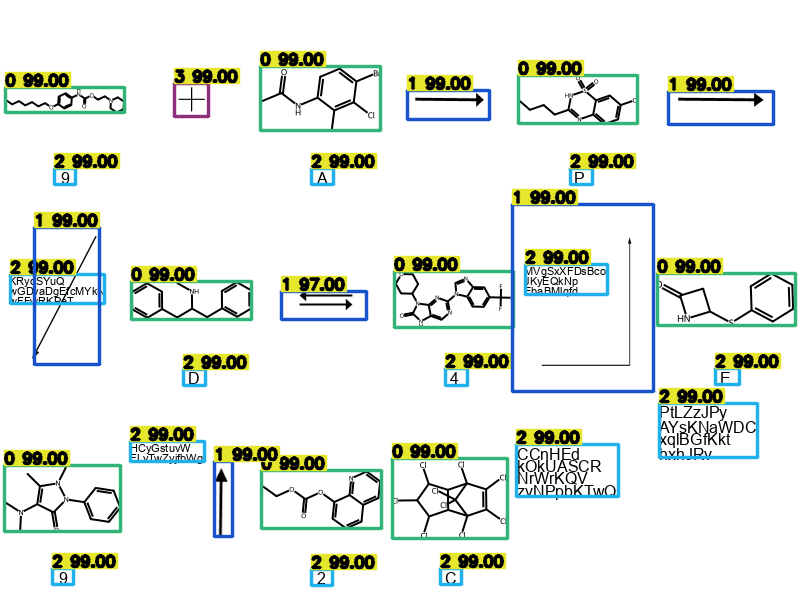 0 99.00
3 99.00
0 99.00
1 99.00
0 99.00
1 99.00
2 99.00
9
2 99.00
A
2 99.00
P
1 99.00
2 99.00
KRyqSYuQ
0 99.00
1 97.00
0 99.00
1 99.00
2 99.00
MVgSxXFDsBco
JKyEQkNp
0 99.00
2 99.00
D
2 99.00
4
2 99.00
F
2 99.00
PtLZzJPy
AYsKNaWDC
xqlBGfKkt
0 99.00
2 99.00
HCyGstuvW
1 99.00
0 99.00
0 99.00
2 99.00
CCnHEd
kOkUASCR
NrWrKQV
zyNPpbKTwO
2 99.00
9
2 99.00
2
2 99.00
C